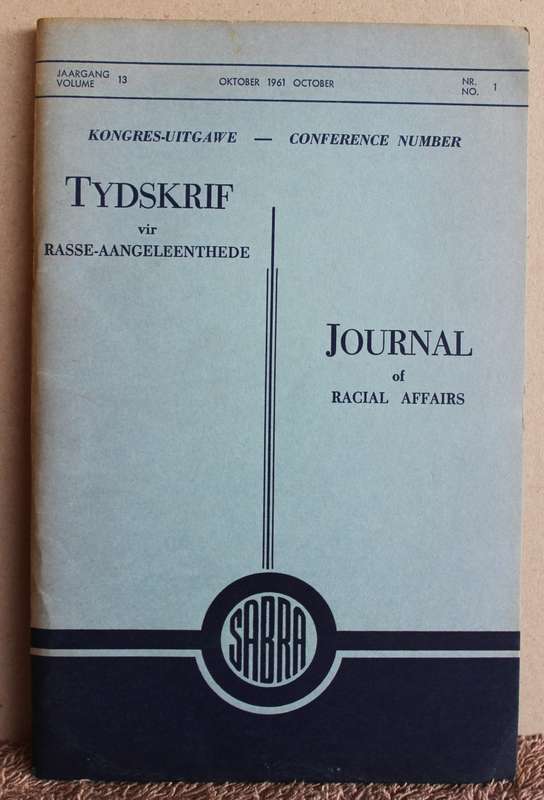 JAARGANG
VOLUME 13
OKTOBER 1961 OCTOBER
NR.
NO. 1
KONGRES-UITGAWE — CONFERENCE NUMBER
TYDSKRIF
vir
RASSE-AANGELEENTHEDE
JOURNAL
of
RACIAL AFFAIRS
SABRA